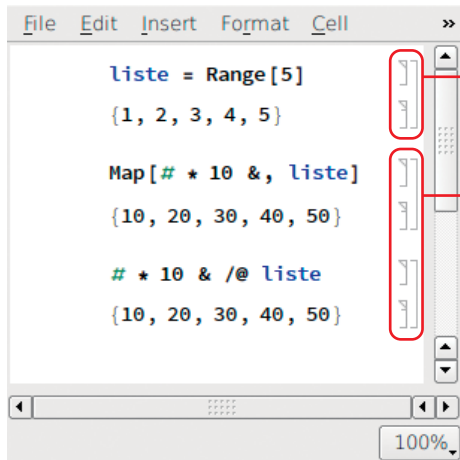 File Edit Insert Format Cell »
liste = Range[5]
{1, 2, 3, 4, 5}
Map[# * 10 &, liste]
{10, 20, 30, 40, 50}
# * 10 & /@ liste
{10, 20, 30, 40, 50}
100%